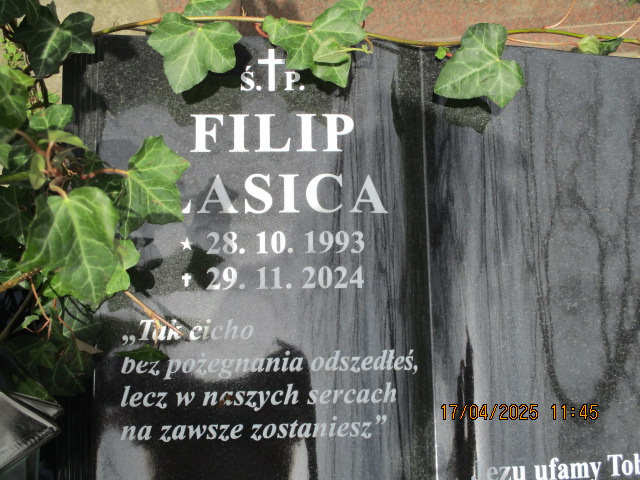 Ś. P.
FILIP
LASICA
28. 10. 1993
29. 11. 2024
„Tak cicho
bez pożegnania odszedłeś,
lecz w naszych sercach
na zawsze zostaniesz”
17/04/2025 11:45
ufamy